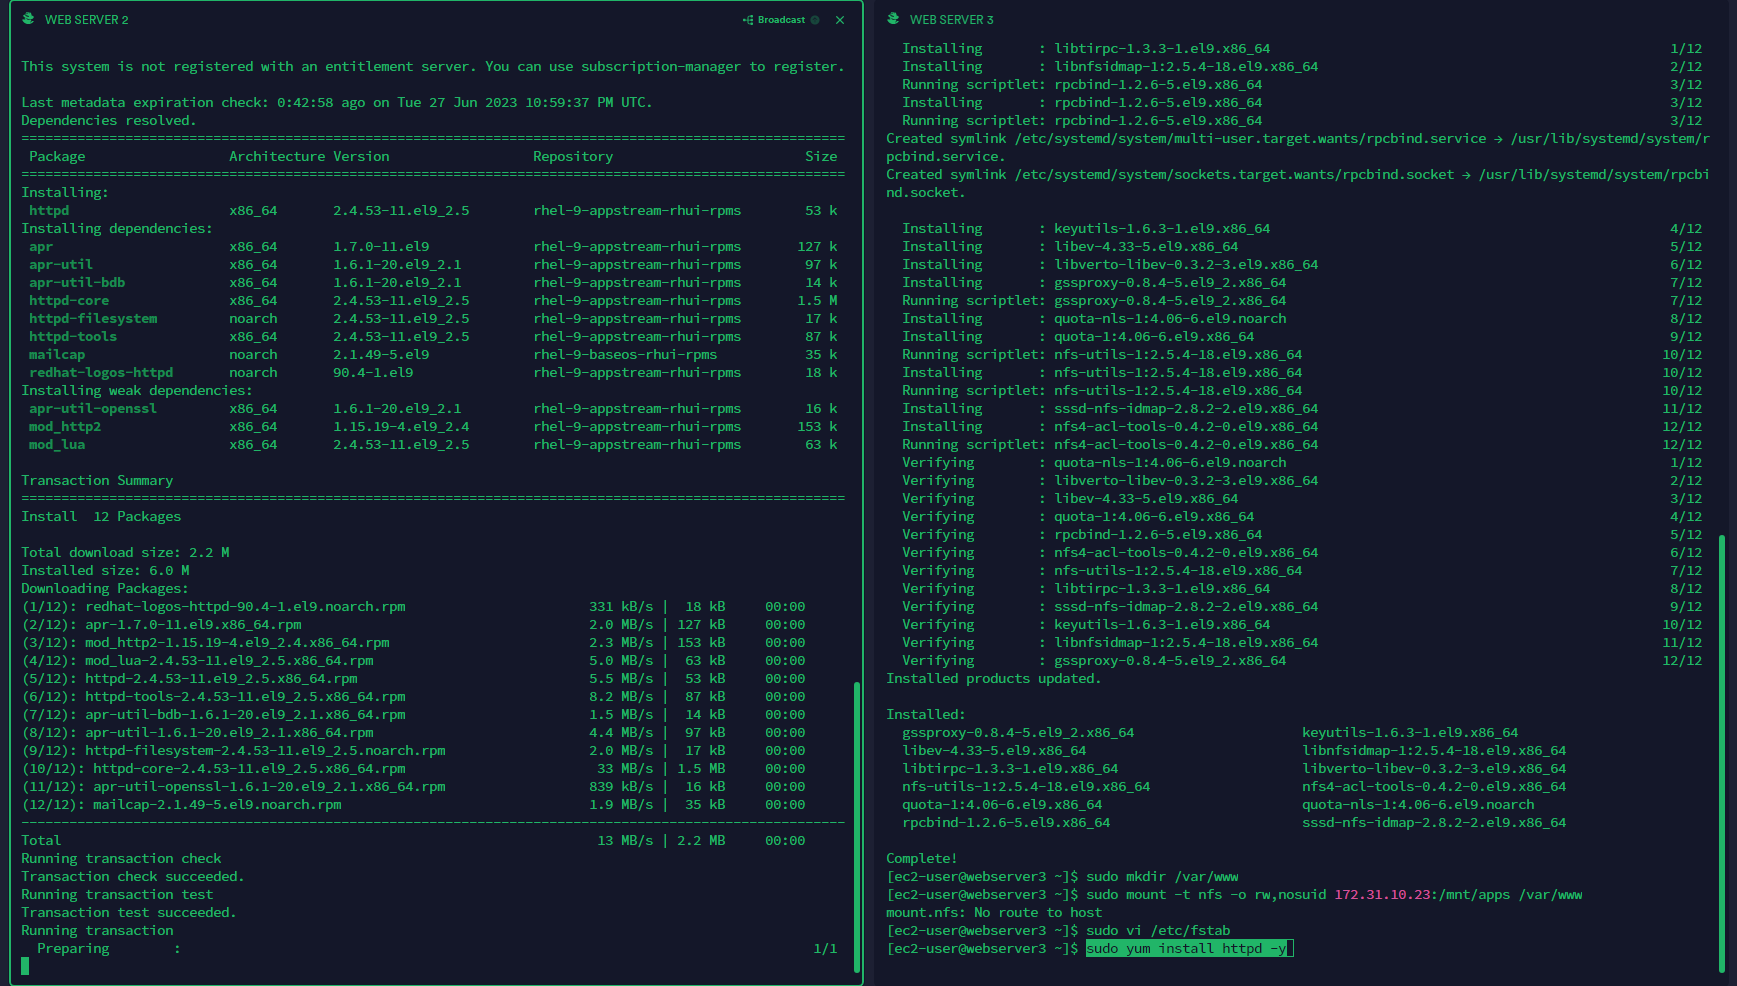 WEB SERVER 2
Broadcast
This system is not registered with an entitlement server. You can use subscription-manager to register.
Last metadata expiration check: 0:42:58 ago on Tue 27 Jun 2023 10:59:37 PM UTC.
Dependencies resolved.
================================================================================
Package Architecture Version Repository Size
================================================================================
Installing:
httpd x86_64 2.4.53-11.el9_2.5 rhel-9-appstream-rhui-rpms 53 k
Installing dependencies:
apr x86_64 1.7.0-11.el9 rhel-9-appstream-rhui-rpms 127 k
apr-util x86_64 1.6.1-20.el9_2.1 rhel-9-appstream-rhui-rpms 97 k
apr-util-bdb x86_64 1.6.1-20.el9_2.1 rhel-9-appstream-rhui-rpms 14 k
httpd-core x86_64 2.4.53-11.el9_2.5 rhel-9-appstream-rhui-rpms 1.5 M
httpd-filesystem noarch 2.4.53-11.el9_2.5 rhel-9-appstream-rhui-rpms 17 k
httpd-tools x86_64 2.4.53-11.el9_2.5 rhel-9-appstream-rhui-rpms 87 k
mailcap noarch 2.1.49-5.el9 rhel-9-baseos-rhui-rpms 35 k
redhat-logos-httpd noarch 90.4-1.el9 rhel-9-appstream-rhui-rpms 18 k
Installing weak dependencies:
apr-util-openssl x86_64 1.6.1-20.el9_2.1 rhel-9-appstream-rhui-rpms 16 k
mod_http2 x86_64 1.15.19-4.el9_2.4 rhel-9-appstream-rhui-rpms 153 k
mod_lua x86_64 2.4.53-11.el9_2.5 rhel-9-appstream-rhui-rpms 63 k
Transaction Summary
================================================================================
Install 12 Packages
Total download size: 2.2 M
Installed size: 6.0 M
Downloading Packages:
(1/12): redhat-logos-httpd-90.4-1.el9.noarch.rpm 331 kB/s | 18 kB 00:00
(2/12): apr-1.7.0-11.el9.x86_64.rpm 2.0 MB/s | 127 kB 00:00
(3/12): mod_http2-1.15.19-4.el9_2.4.x86_64.rpm 2.3 MB/s | 153 kB 00:00
(4/12): mod_lua-2.4.53-11.el9_2.5.x86_64.rpm 5.0 MB/s | 63 kB 00:00
(5/12): httpd-2.4.53-11.el9_2.5.x86_64.rpm 5.5 MB/s | 53 kB 00:00
(6/12): httpd-tools-2.4.53-11.el9_2.5.x86_64.rpm 8.2 MB/s | 87 kB 00:00
(7/12): apr-util-bdb-1.6.1-20.el9_2.1.x86_64.rpm 1.5 MB/s | 14 kB 00:00
(8/12): apr-util-1.6.1-20.el9_2.1.x86_64.rpm 4.4 MB/s | 97 kB 00:00
(9/12): httpd-filesystem-2.4.53-11.el9_2.5.noarch.rpm 2.0 MB/s | 17 kB 00:00
(10/12): httpd-core-2.4.53-11.el9_2.5.x86_64.rpm 33 MB/s | 1.5 MB 00:00
(11/12): apr-util-openssl-1.6.1-20.el9_2.1.x86_64.rpm 839 kB/s | 16 kB 00:00
(12/12): mailcap-2.1.49-5.el9.noarch.rpm 1.9 MB/s | 35 kB 00:00
--------------------------------------------------------------------------------
Total 13 MB/s | 2.2 MB 00:00
Running transaction check
Transaction check succeeded.
Running transaction test
Transaction test succeeded.
Running transaction
Preparing : 1/1
WEB SERVER 3
Installing : libtirpc-1.3.3-1.el9.x86_64 1/12
Installing : libnfsidmap-1:2.5.4-18.el9.x86_64 2/12
Running scriptlet: rpcbind-1.2.6-5.el9.x86_64 3/12
Installing : rpcbind-1.2.6-5.el9.x86_64 3/12
Running scriptlet: rpcbind-1.2.6-5.el9.x86_64 3/12
Created symlink /etc/systemd/system/multi-user.target.wants/rpcbind.service → /usr/lib/systemd/system/r
pcbind.service.
Created symlink /etc/systemd/system/sockets.target.wants/rpcbind.socket → /usr/lib/systemd/system/rpcbi
nd.socket.
Installing : keyutils-1.6.3-1.el9.x86_64 4/12
Installing : libev-4.33-5.el9.x86_64 5/12
Installing : libverto-libev-0.3.2-3.el9.x86_64 6/12
Installing : gssproxy-0.8.4-5.el9_2.x86_64 7/12
Running scriptlet: gssproxy-0.8.4-5.el9_2.x86_64 7/12
Installing : quota-nls-1:4.06-6.el9.noarch 8/12
Installing : quota-1:4.06-6.el9.x86_64 9/12
Running scriptlet: nfs-utils-1:2.5.4-18.el9.x86_64 10/12
Installing : nfs-utils-1:2.5.4-18.el9.x86_64 10/12
Running scriptlet: nfs-utils-1:2.5.4-18.el9.x86_64 10/12
Installing : sssd-nfs-idmap-2.8.2-2.el9.x86_64 11/12
Installing : nfs4-acl-tools-0.4.2-0.el9.x86_64 12/12
Running scriptlet: nfs4-acl-tools-0.4.2-0.el9.x86_64 12/12
Verifying : quota-nls-1:4.06-6.el9.noarch 1/12
Verifying : libverto-libev-0.3.2-3.el9.x86_64 2/12
Verifying : libev-4.33-5.el9.x86_64 3/12
Verifying : quota-1:4.06-6.el9.x86_64 4/12
Verifying : rpcbind-1.2.6-5.el9.x86_64 5/12
Verifying : nfs4-acl-tools-0.4.2-0.el9.x86_64 6/12
Verifying : nfs-utils-1:2.5.4-18.el9.x86_64 7/12
Verifying : libtirpc-1.3.3-1.el9.x86_64 8/12
Verifying : sssd-nfs-idmap-2.8.2-2.el9.x86_64 9/12
Verifying : keyutils-1.6.3-1.el9.x86_64 10/12
Verifying : libnfsidmap-1:2.5.4-18.el9.x86_64 11/12
Verifying : gssproxy-0.8.4-5.el9_2.x86_64 12/12
Installed products updated.
Installed:
gssproxy-0.8.4-5.el9_2.x86_64 keyutils-1.6.3-1.el9.x86_64
libev-4.33-5.el9.x86_64 libnfsidmap-1:2.5.4-18.el9.x86_64
libtirpc-1.3.3-1.el9.x86_64 libverto-libev-0.3.2-3.el9.x86_64
nfs-utils-1:2.5.4-18.el9.x86_64 nfs4-acl-tools-0.4.2-0.el9.x86_64
quota-1:4.06-6.el9.x86_64 quota-nls-1:4.06-6.el9.noarch
rpcbind-1.2.6-5.el9.x86_64 sssd-nfs-idmap-2.8.2-2.el9.x86_64
Complete!
[ec2-user@webserver3 ~]$ sudo mkdir /var/www
[ec2-user@webserver3 ~]$ sudo mount -t nfs -o rw,nosuid 172.31.10.23:/mnt/apps /var/www
mount.nfs: No route to host
[ec2-user@webserver3 ~]$ sudo vi /etc/fstab
[ec2-user@webserver3 ~]$ sudo yum install httpd -y